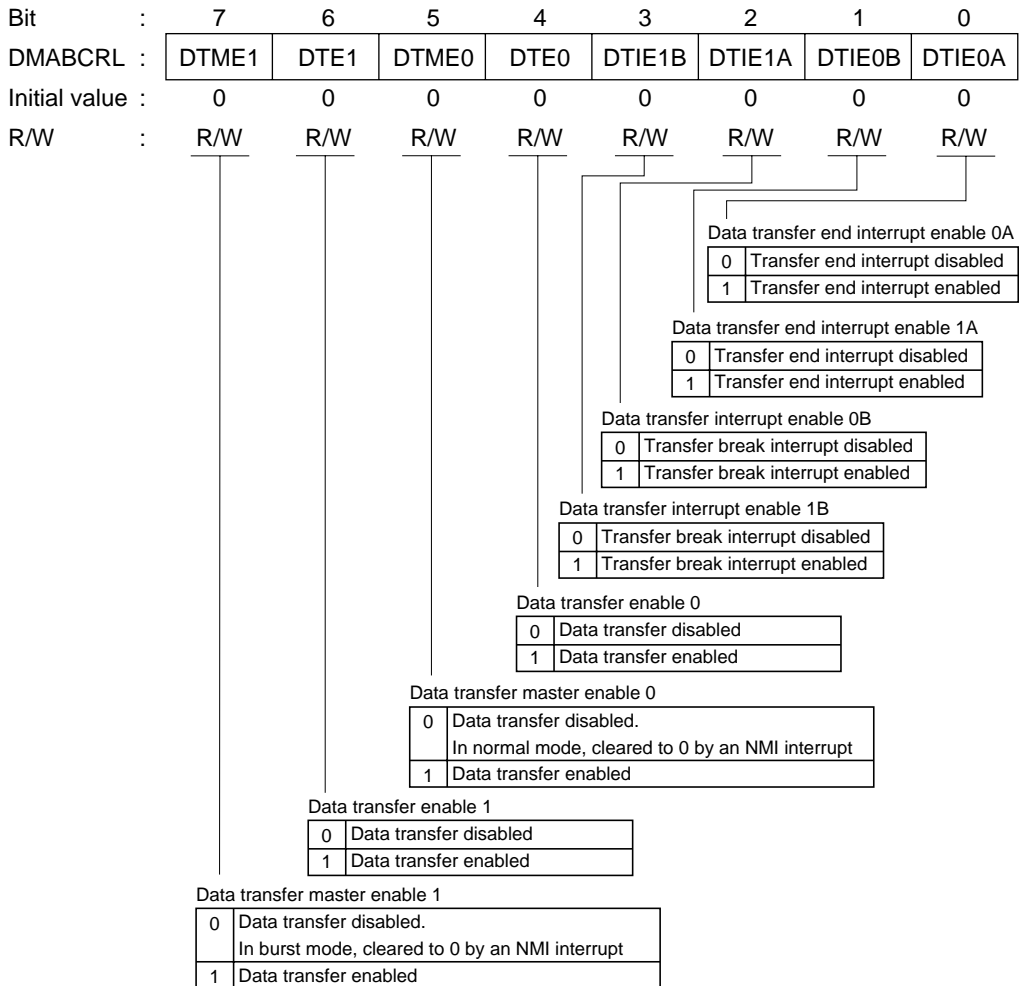 Bit : 7 6 5 4 3 2 1 0
DMABCRL : DTME1 DTE1 DTME0 DTE0 DTIE1B DTIE1A DTIE0B DTIE0A
Initial value : 0 0 0 0 0 0 0 0
R/W : R/W R/W R/W R/W R/W R/W R/W R/W
Data transfer end interrupt enable 0A
0 Transfer end interrupt disabled
1 Transfer end interrupt enabled
Data transfer end interrupt enable 1A
0 Transfer end interrupt disabled
1 Transfer end interrupt enabled
Data transfer interrupt enable 0B
0 Transfer break interrupt disabled
1 Transfer break interrupt enabled
Data transfer interrupt enable 1B
0 Transfer break interrupt disabled
1 Transfer break interrupt enabled
Data transfer enable 0
0 Data transfer disabled
1 Data transfer enabled
Data transfer master enable 0
0 Data transfer disabled.
In normal mode, cleared to 0 by an NMI interrupt
1 Data transfer enabled
Data transfer enable 1
0 Data transfer disabled
1 Data transfer enabled
Data transfer master enable 1
0 Data transfer disabled.
In burst mode, cleared to 0 by an NMI interrupt
1 Data transfer enabled